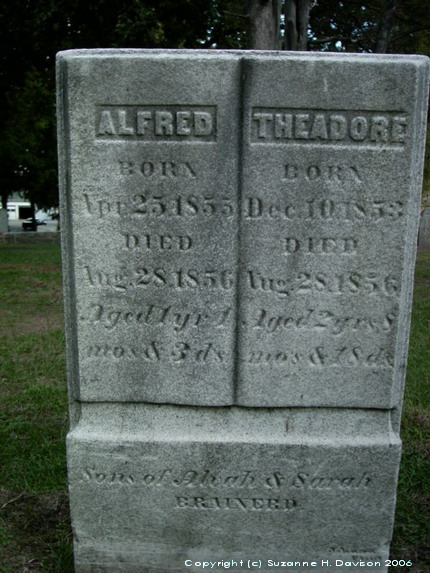 ALFRED
BORN
Apr. 25, 1855
DIED
Aug. 28, 1856
Aged 1 yr 4
mos & 3 ds
THEADORE
BORN
Dec. 10, 1853
DIED
Aug. 28, 1856
Aged 2 yrs, 8
mos & 18 ds
Sons of Alvah & Sarah
BRAINERD.
Copyright (c) Suzanne H. Davison 2006